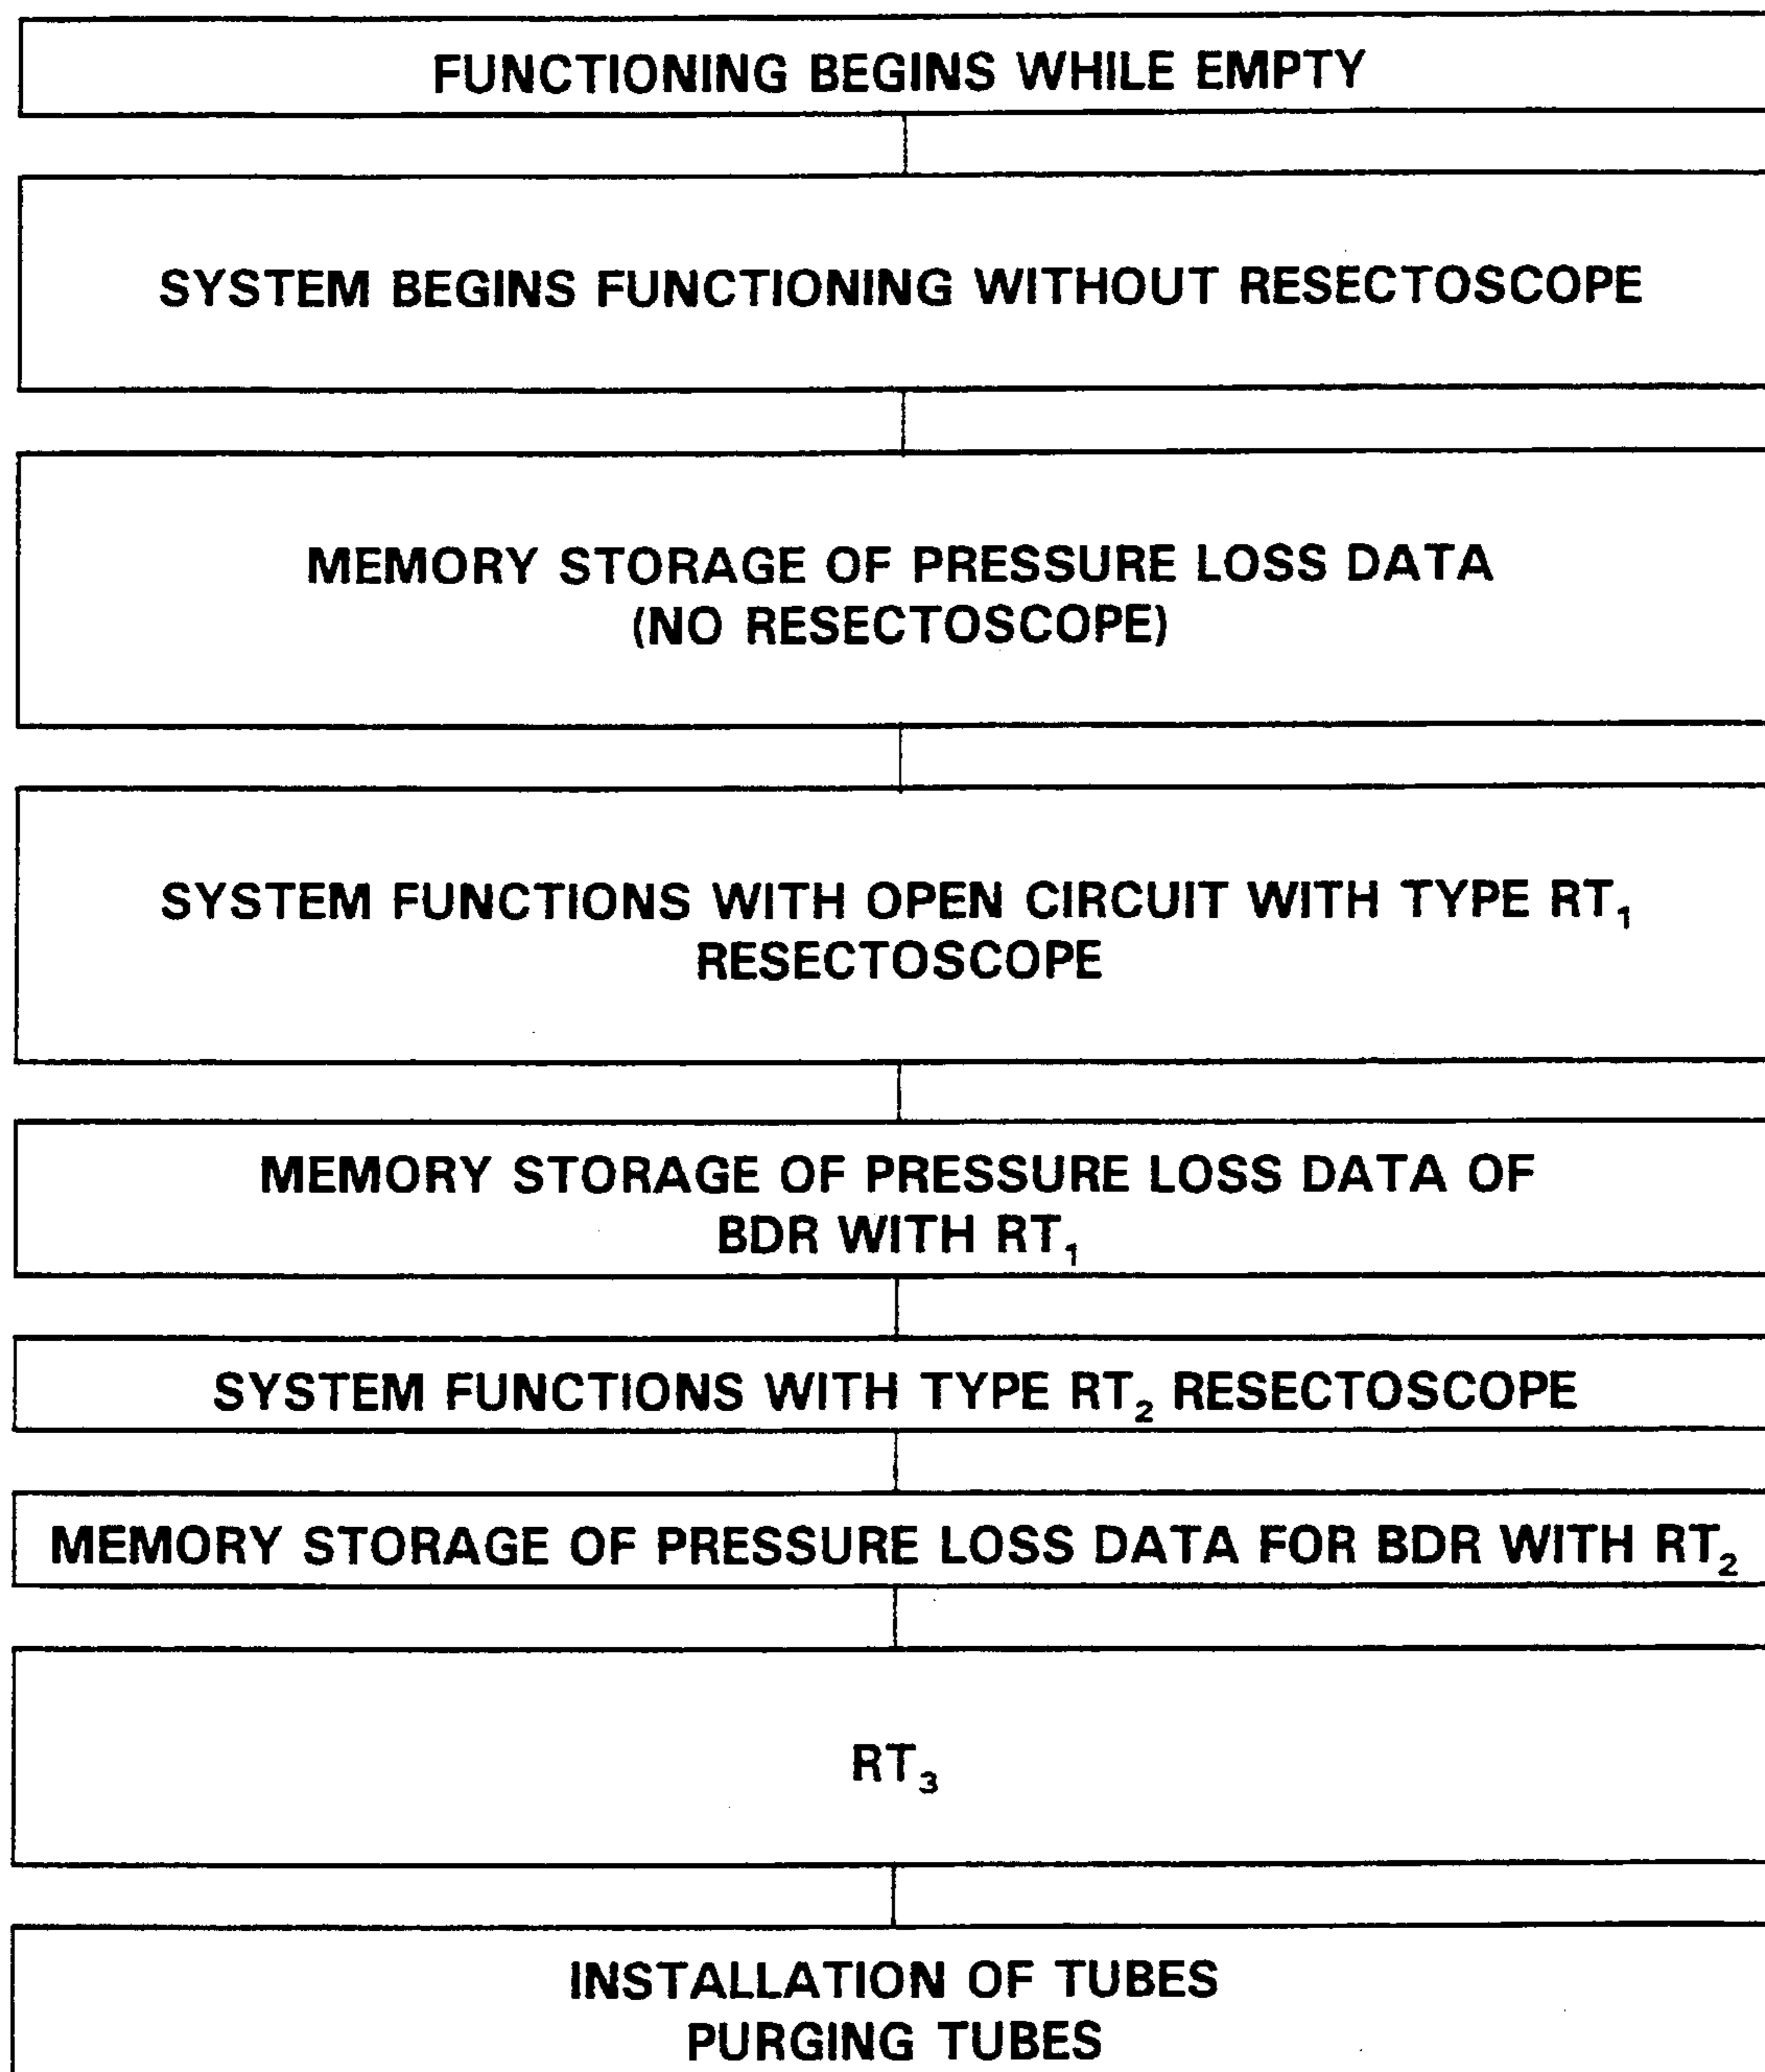 FUNCTIONING BEGINS WHILE EMPTY
SYSTEM BEGINS FUNCTIONING WITHOUT RESECTOSCOPE
MEMORY STORAGE OF PRESSURE LOSS DATA
(NO RESECTOSCOPE)
SYSTEM FUNCTIONS WITH OPEN CIRCUIT WITH TYPE RT₁
RESECTOSCOPE
MEMORY STORAGE OF PRESSURE LOSS DATA OF
BDR WITH RT₁
SYSTEM FUNCTIONS WITH TYPE RT₂ RESECTOSCOPE
MEMORY STORAGE OF PRESSURE LOSS DATA FOR BDR WITH RT₂
RT₃
INSTALLATION OF TUBES
PURGING TUBES